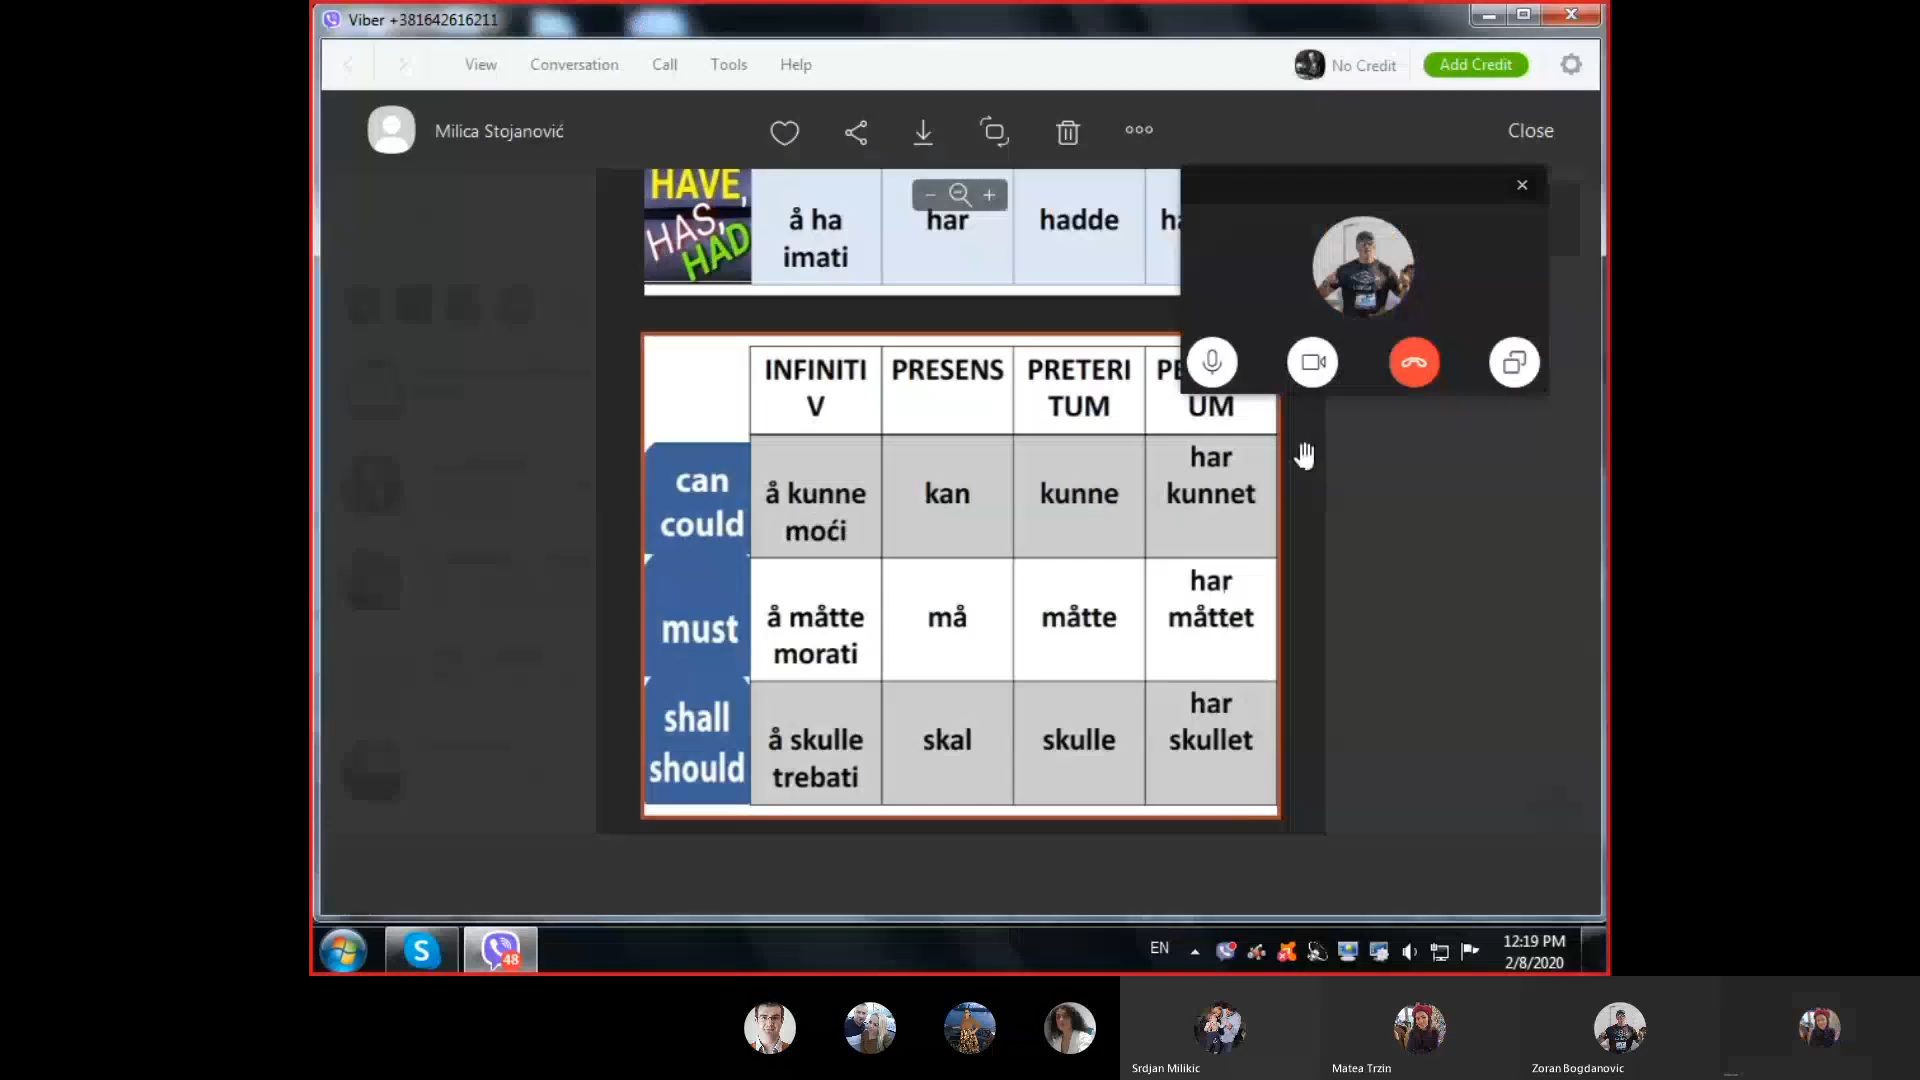 Viber +381642616211
View Conversation Call Tools Help
No Credit Add Credit
Milica Stojanović
Close
HAVE,
HAS,
HAD
å ha har hadde
imati
INFINITI PRESENS PRETERI
V TUM UM
can
could
å kunne kan kunne har
moći kunnet
must å måtte må måtte har
morati måttet
shall
should
å skulle skal skulle har
trebati skullet
S
48
EN
12:19 PM
2/8/2020
Srdjan Milikic
Matea Trzin
Zoran Bogdanovic